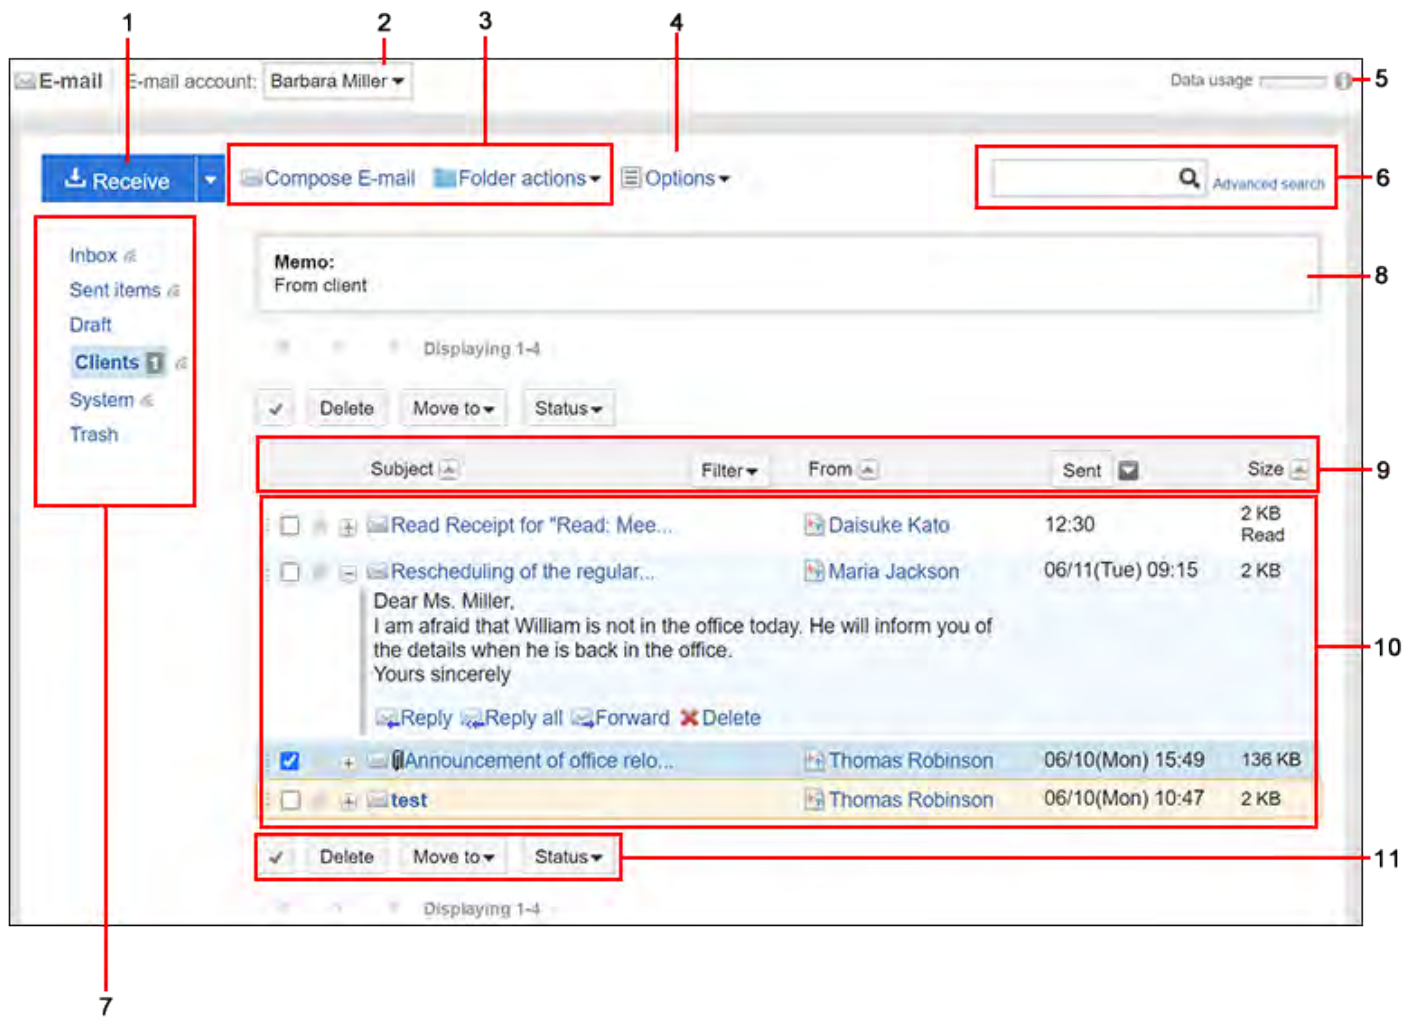 1 2 3 4
E-mail E-mail account: Barbara Miller Data usage 5
Receive Compose E-mail Folder actions Options Advanced search 6
Inbox
Sent items
Draft
Clients 1
System
Trash
7
Memo:
From client
8
Displaying 1-4
Delete Move to Status
Subject Filter From Sent Size 9
Read Receipt for "Read: Mee... Daisuke Kato 12:30 2 KB
Read
Rescheduling of the regular... Maria Jackson 06/11(Tue) 09:15 2 KB
Dear Ms. Miller,
I am afraid that William is not in the office today. He will inform you of
the details when he is back in the office.
Yours sincerely
10
Reply Reply all Forward Delete
Announcement of office relo... Thomas Robinson 06/10(Mon) 15:49 136 KB
test Thomas Robinson 06/10(Mon) 10:47 2 KB
Delete Move to Status 11
Displaying 1-4